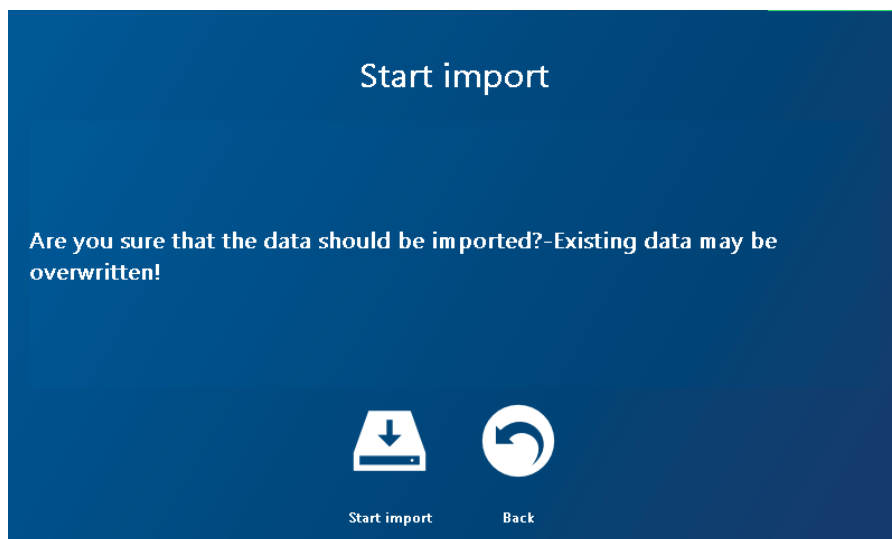 Start import
Are you sure that the data should be imported?-Existing data may be
overwritten!
Start import
Back